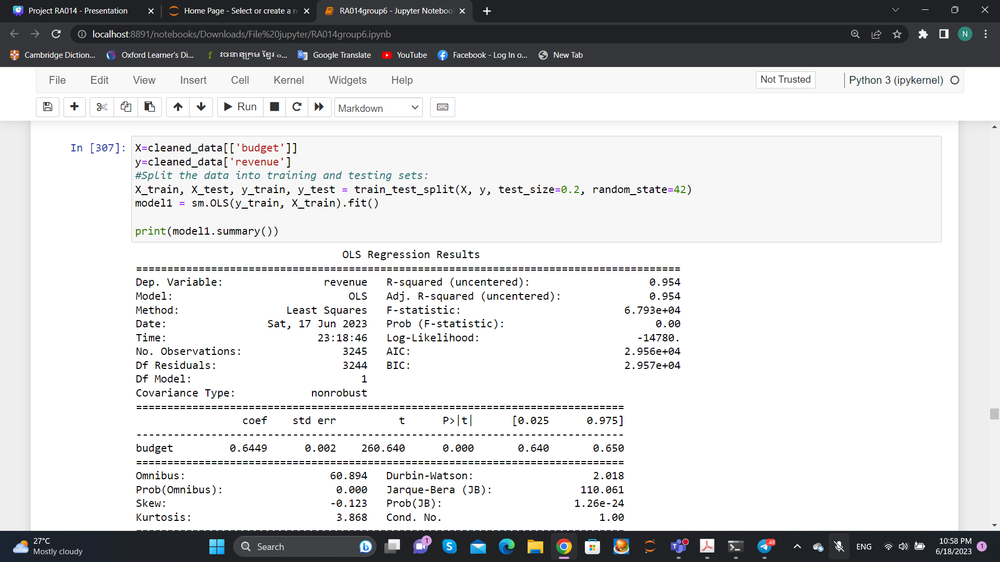 Project RA014 - Presentation
Home Page - Select or create a n
RA014group6 - Jupyter Notebook
localhost:8891/notebooks/Downloads/File%20jupyter/RA014group6.ipynb
N
Cambridge Diction...
Oxford Learner's Di...
វចនានុក្រម ខ្មែរ ‹›...
Google Translate
YouTube
Facebook - Log In o...
New Tab
File Edit View Insert Cell Kernel Widgets Help
Not Trusted
Python 3 (ipykernel)
Run
Markdown
In [307]:
X=cleaned_data[['budget']]
y=cleaned_data['revenue']
#Split the data into training and testing sets:
X_train, X_test, y_train, y_test = train_test_split(X, y, test_size=0.2, random_state=42)
model1 = sm.OLS(y_train, X_train).fit()
print(model1.summary())
OLS Regression Results
Dep. Variable: revenue R-squared (uncentered): 0.954
Model: OLS Adj. R-squared (uncentered): 0.954
Method: Least Squares F-statistic: 6.793e+04
Date: Sat, 17 Jun 2023 Prob (F-statistic): 0.00
Time: 23:18:46 Log-Likelihood: -14780.
No. Observations: 3245 AIC: 2.956e+04
Df Residuals: 3244 BIC: 2.957e+04
Df Model: 1
Covariance Type: nonrobust
coef std err t P>|t| [0.025 0.975]
budget 0.6449 0.002 260.640 0.000 0.640 0.650
Omnibus: 60.894 Durbin-Watson: 2.018
Prob(Omnibus): 0.000 Jarque-Bera (JB): 110.061
Skew: -0.123 Prob(JB): 1.26e-24
Kurtosis: 3.868 Cond. No. 1.00
27°C
Mostly cloudy
Search
1
48
ENG
10:58 PM
6/18/2023
1